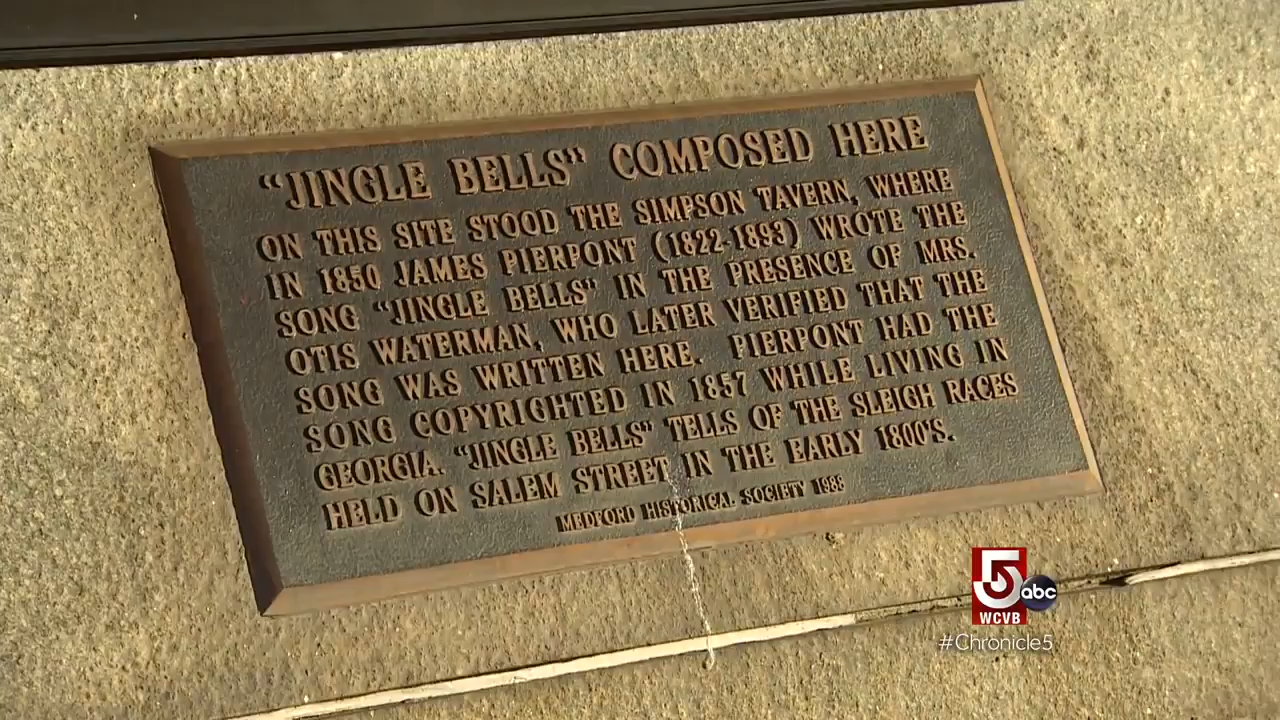 “JINGLE BELLS” COMPOSED HERE
ON THIS SITE STOOD THE SIMPSON TAVERN, WHERE
IN 1850 JAMES PIERPONT (1822-1893) WROTE THE
SONG “JINGLE BELLS” IN THE PRESENCE OF MRS.
OTIS WATERMAN, WHO LATER VERIFIED THAT THE
SONG WAS WRITTEN HERE. PIERPONT HAD THE
SONG COPYRIGHTED IN 1857 WHILE LIVING IN
GEORGIA. “JINGLE BELLS” TELLS OF THE SLEIGH RACES
HELD ON SALEM STREET IN THE EARLY 1800'S.
MEDFORD HISTORICAL SOCIETY 1988
5 abc
WCVB
#Chronicle5